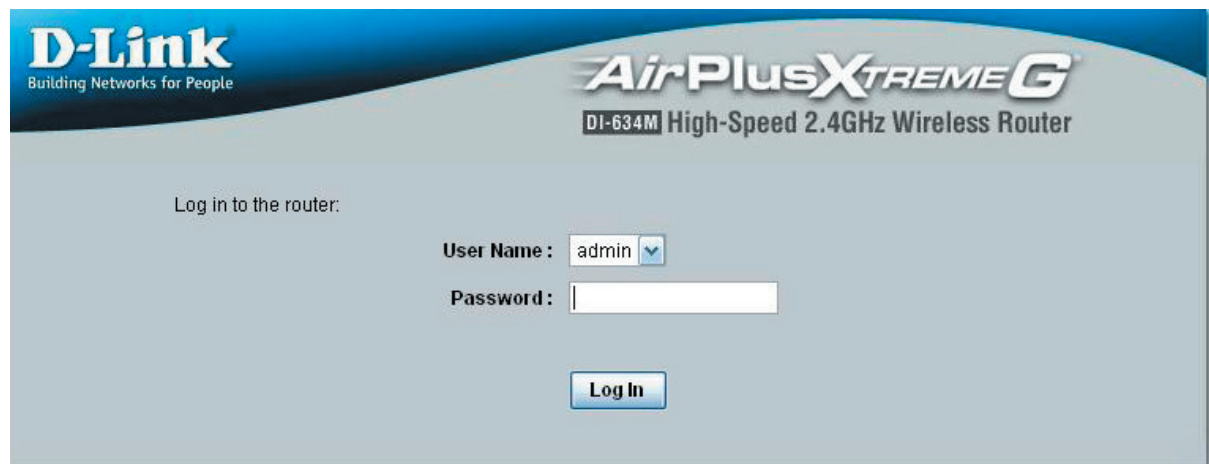 D-Link
Building Networks for People
AirPlusXTREMEG
DI-634M High-Speed 2.4GHz Wireless Router
Log in to the router:
User Name : admin
Password :
Log In